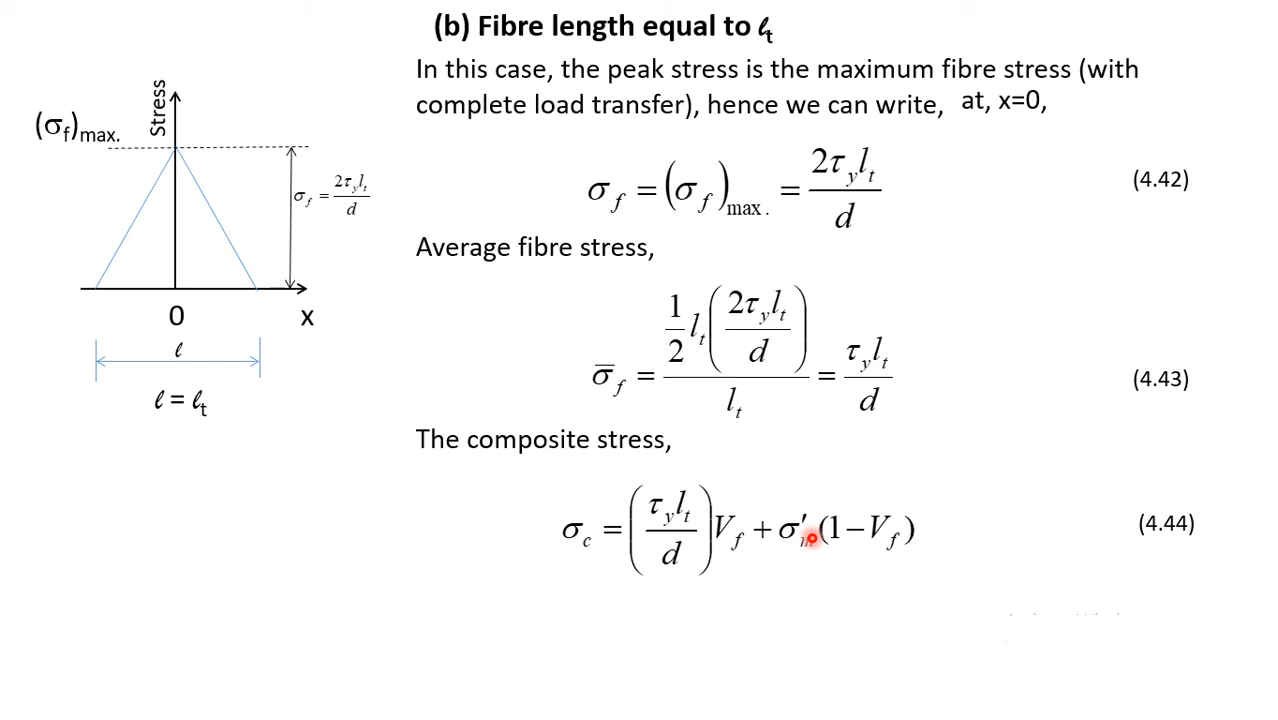 (b) Fibre length equal to ℓt
In this case, the peak stress is the maximum fibre stress (with
complete load transfer), hence we can write, at, x=0,
σf = (σf)max. = 2τylt / d (4.42)
Average fibre stress,
σ̄f = (1/2 lt (2τylt / d)) / lt = τylt / d (4.43)
The composite stress,
σc = (τylt / d) Vf + σ′m (1 − Vf) (4.44)
Stress
(σf)max.
σf = 2τylt / d
0
x
ℓ
ℓ = ℓt